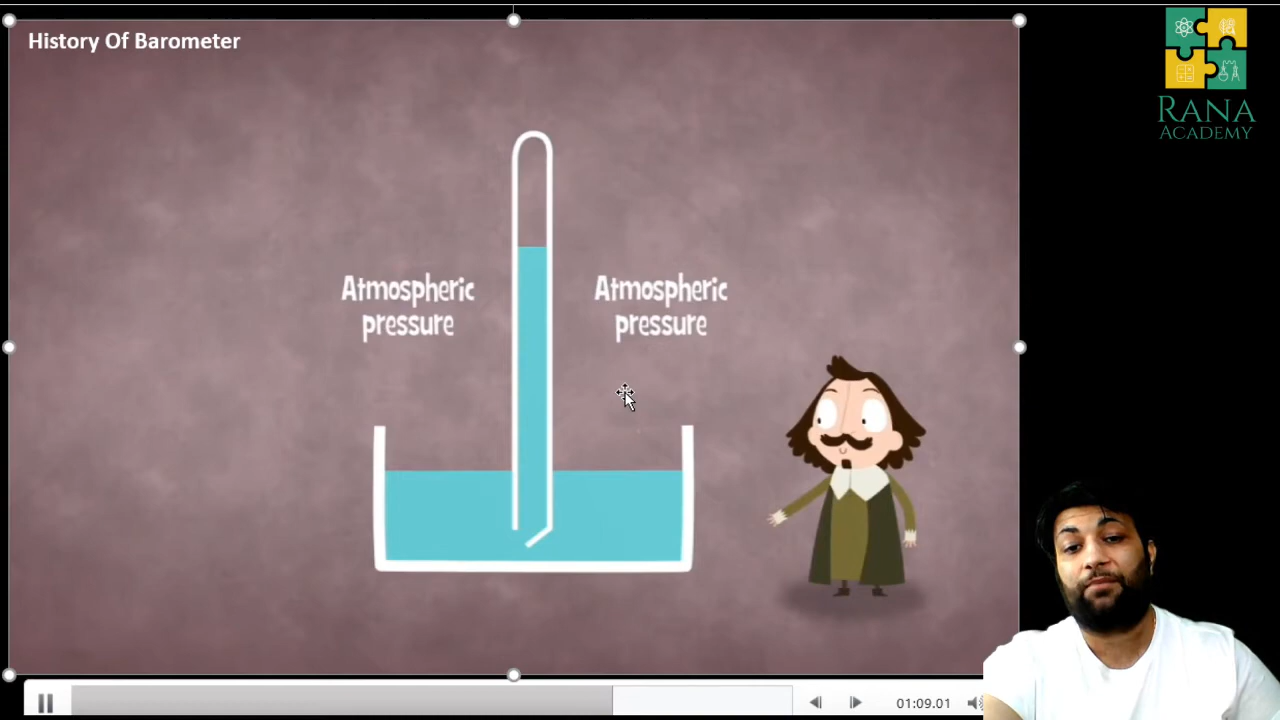 History Of Barometer
RANA
ACADEMY
Atmospheric
pressure
Atmospheric
pressure
01:09.01